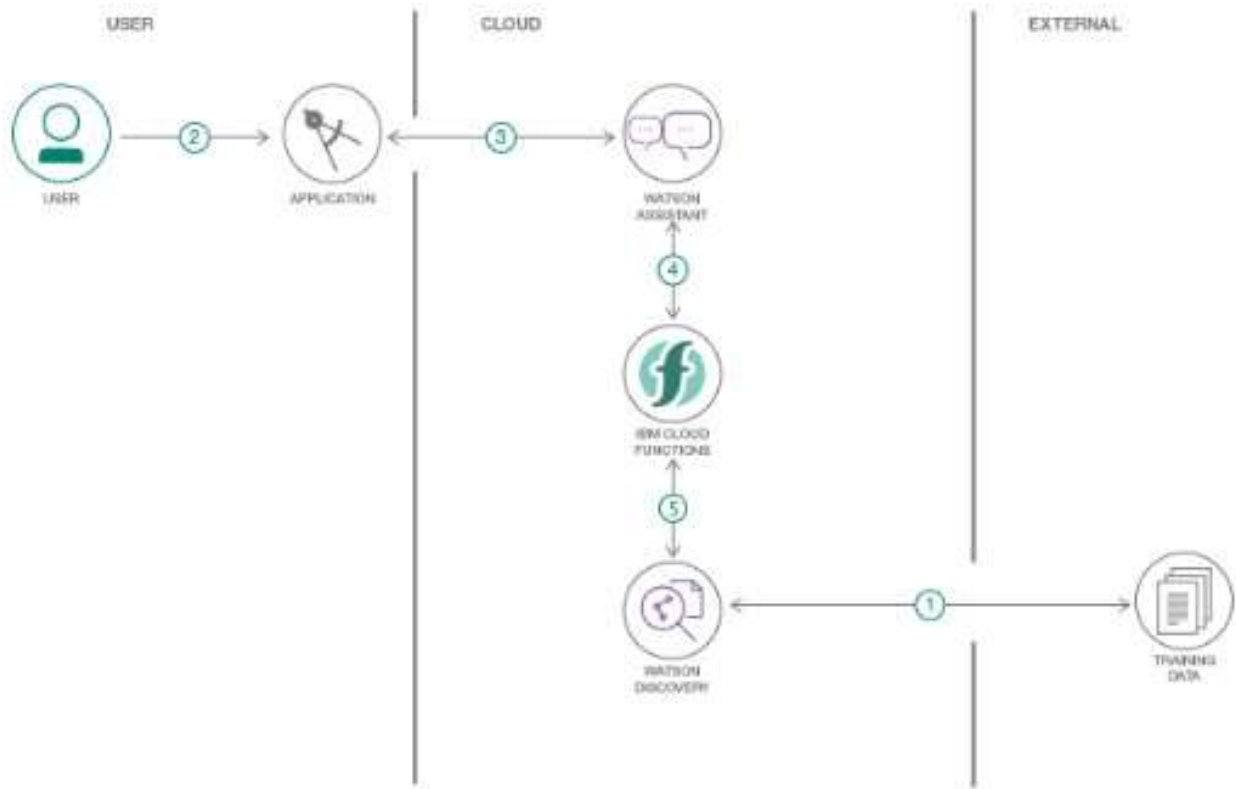 USER
CLOUD
EXTERNAL
2
3
USER
APPLICATION
WATSON
ASSISTANT
4
IBM CLOUD
FUNCTIONS
5
1
WATSON
DISCOVERY
TRAINING
DATA